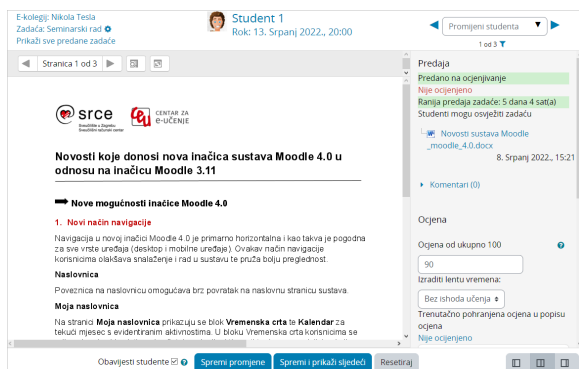 E-kolegij: Nikola Tesla
Zadaća: Seminarski rad
Prikaži sve predane zadaće
Student 1
Rok: 13. Srpanj 2022., 20:00
Promijeni studenta
1 od 3
Stranica 1 od 3
srce
Sveučilište u Zagrebu
Sveučilišni računski centar
CENTAR ZA
e-UČENJE
Novosti koje donosi nova inačica sustava Moodle 4.0 u
odnosu na inačicu Moodle 3.11
Nove mogućnosti inačice Moodle 4.0
1. Novi način navigacije
Navigacija u novoj inačici Moodle 4.0 je primarno horizontalna i kao takva je pogodna
za sve vrste uređaja (desktop i mobilne uređaje). Ovakav način navigacije
korisnicima olakšava snalaženje i rad u sustavu te pruža bolju preglednost.
Naslovnica
Poveznica na naslovnicu omogućava brz povratak na naslovnu stranicu sustava.
Moja naslovnica
Na stranici Moja naslovnica prikazuju se blok Vremenska crta te Kalendar za
tekući mjesec s evidentiranim aktivnostima. U bloku Vremenska crta korisnicima se
Predaja
Predano na ocjenjivanje
Nije ocijenjeno
Ranija predaja zadaće: 5 dana 4 sat(a)
Studenti mogu osvježiti zadaću
Novosti sustava Moodle
_moodle_4.0.docx
8. Srpanj 2022., 15:21
Komentari (0)
Ocjena
Ocjena od ukupno 100
90
Izraditi lentu vremena:
Bez ishoda učenja
Trenutačno pohranjena ocjena u popisu
ocjena
Nije ocijenjeno
Obavijesti studente
Spremi promjene
Spremi i prikaži sljedeći
Resetiraj